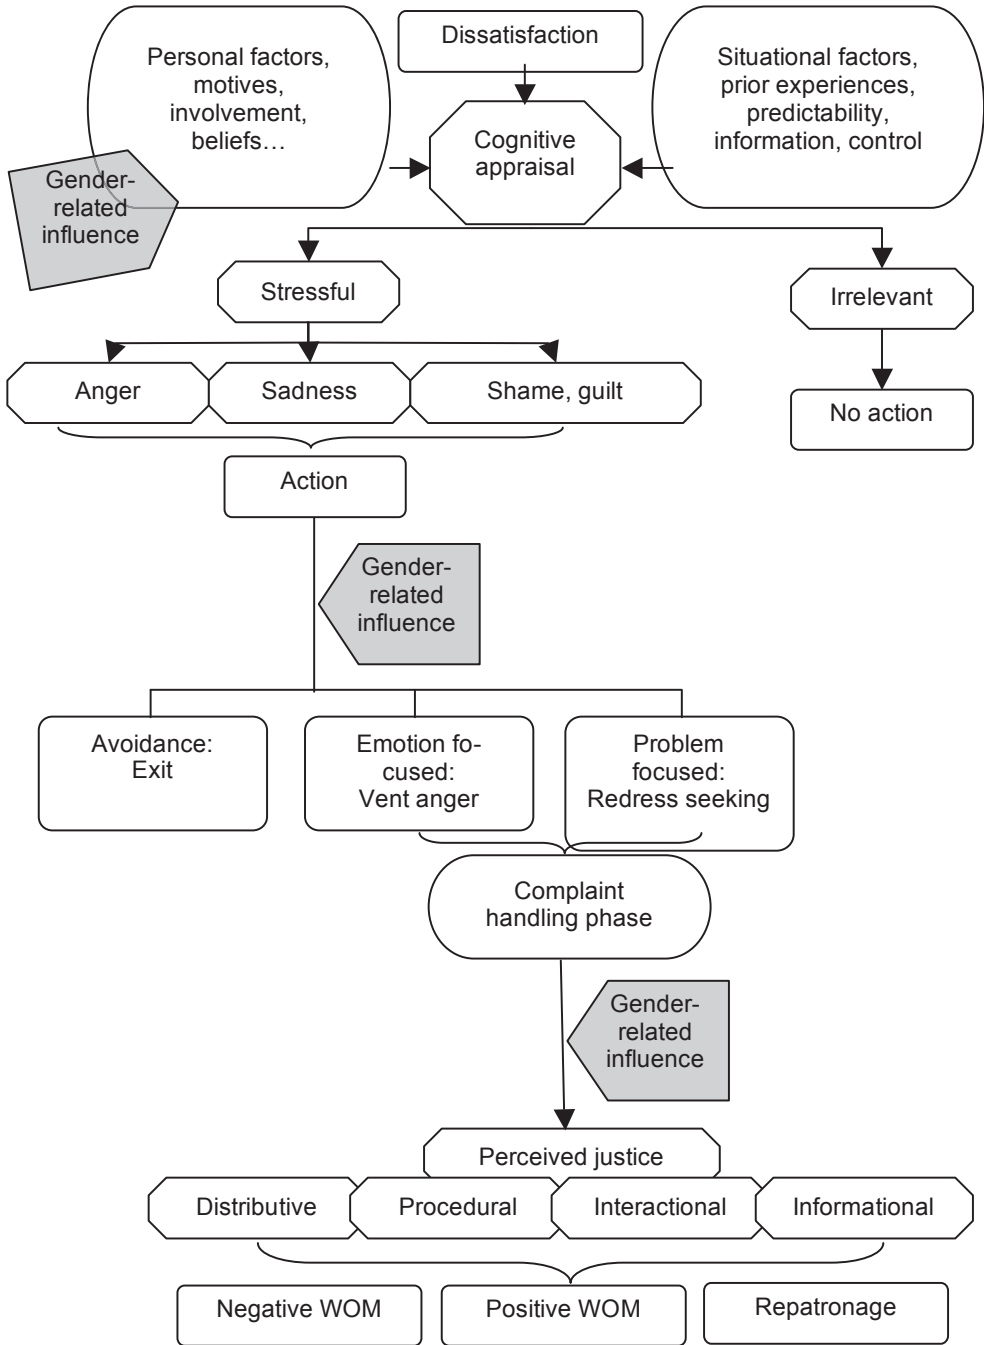 Dissatisfaction
Personal factors,
motives,
involvement,
beliefs…
Situational factors,
prior experiences,
predictability,
information, control
Cognitive
appraisal
Gender-
related
influence
Stressful
Irrelevant
Anger
Sadness
Shame, guilt
No action
Action
Gender-
related
influence
Avoidance:
Exit
Emotion fo-
cused:
Vent anger
Problem
focused:
Redress seeking
Complaint
handling phase
Gender-
related
influence
Perceived justice
Distributive
Procedural
Interactional
Informational
Negative WOM
Positive WOM
Repatronage